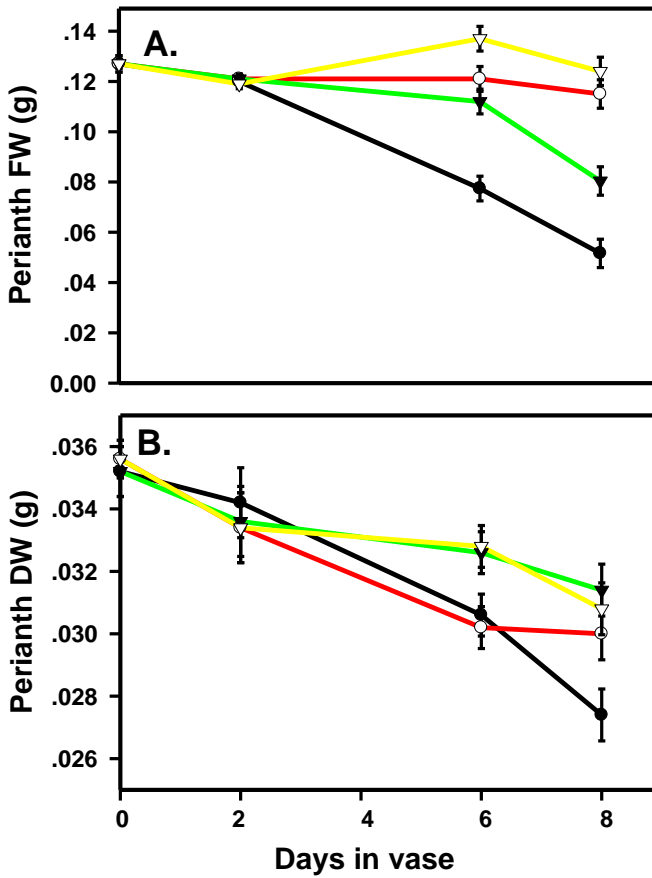 A.
Perianth FW (g)
.14
.12
.10
.08
.06
.04
.02
0.00
B.
Perianth DW (g)
.036
.034
.032
.030
.028
.026
0 2 4 6 8
Days in vase